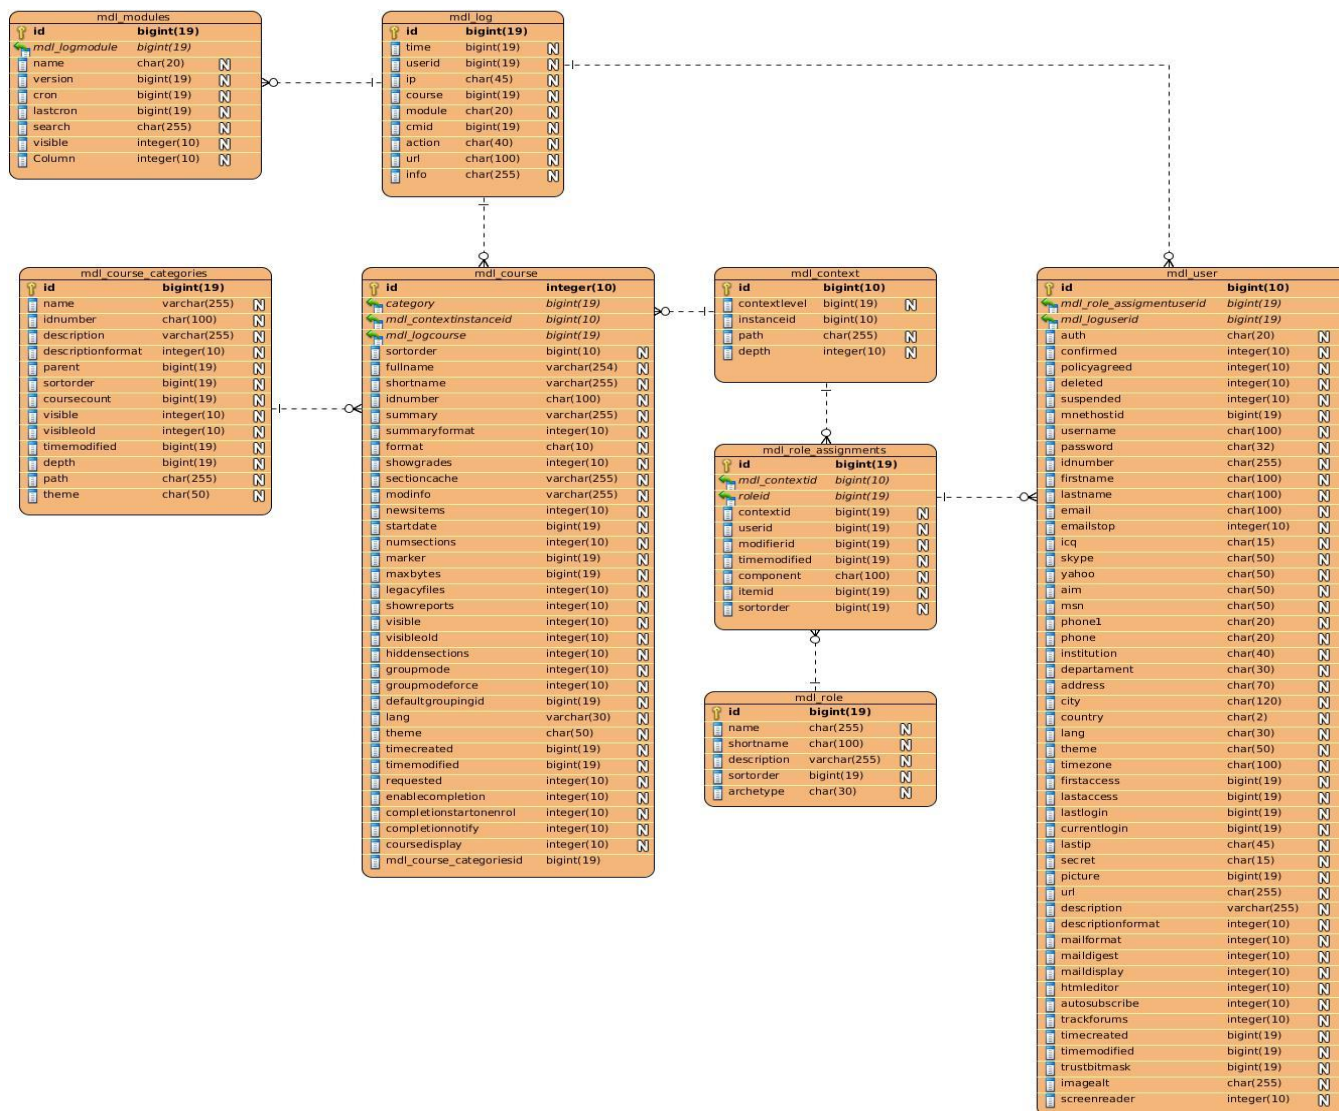 mdl_modules
id bigint(19)
mdl_logmodule bigint(19)
name char(20) N
version bigint(19) N
cron bigint(19) N
lastcron bigint(19) N
search char(255) N
visible integer(10) N
Column integer(10) N
mdl_log
id bigint(19)
time bigint(19) N
userid bigint(19) N
ip char(45) N
course bigint(19) N
module char(20) N
cmid bigint(19) N
action char(40) N
url char(100) N
info char(255) N
mdl_course_categories
id bigint(19)
name varchar(255) N
idnumber char(100) N
description varchar(255) N
descriptionformat integer(10) N
parent bigint(19) N
sortorder bigint(19) N
coursecount bigint(19) N
visible integer(10) N
visibleold integer(10) N
timemodified bigint(19) N
depth bigint(19) N
path char(255) N
theme char(50) N
mdl_course
id integer(10)
category bigint(19)
mdl_contextinstanceid bigint(10)
mdl_logcourse bigint(19)
sortorder bigint(10) N
fullname varchar(254) N
shortname varchar(255) N
idnumber char(100) N
summary varchar(255) N
summaryformat integer(10) N
format char(10) N
showgrades integer(10) N
sectioncache varchar(255) N
modinfo varchar(255) N
newsitems integer(10) N
startdate bigint(19) N
numsections integer(10) N
marker bigint(19) N
maxbytes bigint(19) N
legacyfiles integer(10) N
showreports integer(10) N
visible integer(10) N
visibleold integer(10) N
hiddensections integer(10) N
groupmode integer(10) N
groupmodeforce integer(10) N
defaultgroupingid bigint(19) N
lang varchar(30) N
theme char(50) N
timecreated bigint(19) N
timemodified bigint(19) N
requested integer(10) N
enablecompletion integer(10) N
completionstartonenrol integer(10) N
completionnotify integer(10) N
coursedisplay integer(10) N
mdl_course_categoriesid bigint(19)
mdl_context
id bigint(10)
contextlevel bigint(19) N
instanceid bigint(10)
path char(255) N
depth integer(10) N
mdl_role_assignments
id bigint(19)
mdl_contextid bigint(10)
roleid bigint(19)
contextid bigint(19) N
userid bigint(19) N
modifierid bigint(19) N
timemodified bigint(19) N
component char(100) N
itemid bigint(19) N
sortorder bigint(19) N
mdl_role
id bigint(19)
name char(255) N
shortname char(100) N
description varchar(255) N
sortorder bigint(19) N
archetype char(30) N
mdl_user
id bigint(10)
mdl_role_assigmentuserid bigint(19)
mdl_loguserid bigint(19)
auth char(20) N
confirmed integer(10) N
policyagreed integer(10) N
deleted integer(10) N
suspended integer(10) N
mnethostid bigint(19) N
username char(100) N
password char(32) N
idnumber char(255) N
firstname char(100) N
lastname char(100) N
email char(100) N
emailstop integer(10) N
icq char(15) N
skype char(50) N
yahoo char(50) N
aim char(50) N
msn char(50) N
phone1 char(20) N
phone char(20) N
institution char(40) N
departament char(30) N
address char(70) N
city char(120) N
country char(2) N
lang char(30) N
theme char(50) N
timezone char(100) N
firstaccess bigint(19) N
lastaccess bigint(19) N
lastlogin bigint(19) N
currentlogin bigint(19) N
lastip char(45) N
secret char(15) N
picture bigint(19) N
url char(255) N
description varchar(255) N
descriptionformat integer(10) N
mailformat integer(10) N
maildigest integer(10) N
maildisplay integer(10) N
htmleditor integer(10) N
autosubscribe integer(10) N
trackforums integer(10) N
timecreated bigint(19) N
timemodified bigint(19) N
trustbitmask bigint(19) N
imagealt char(255) N
screenreader integer(10) N